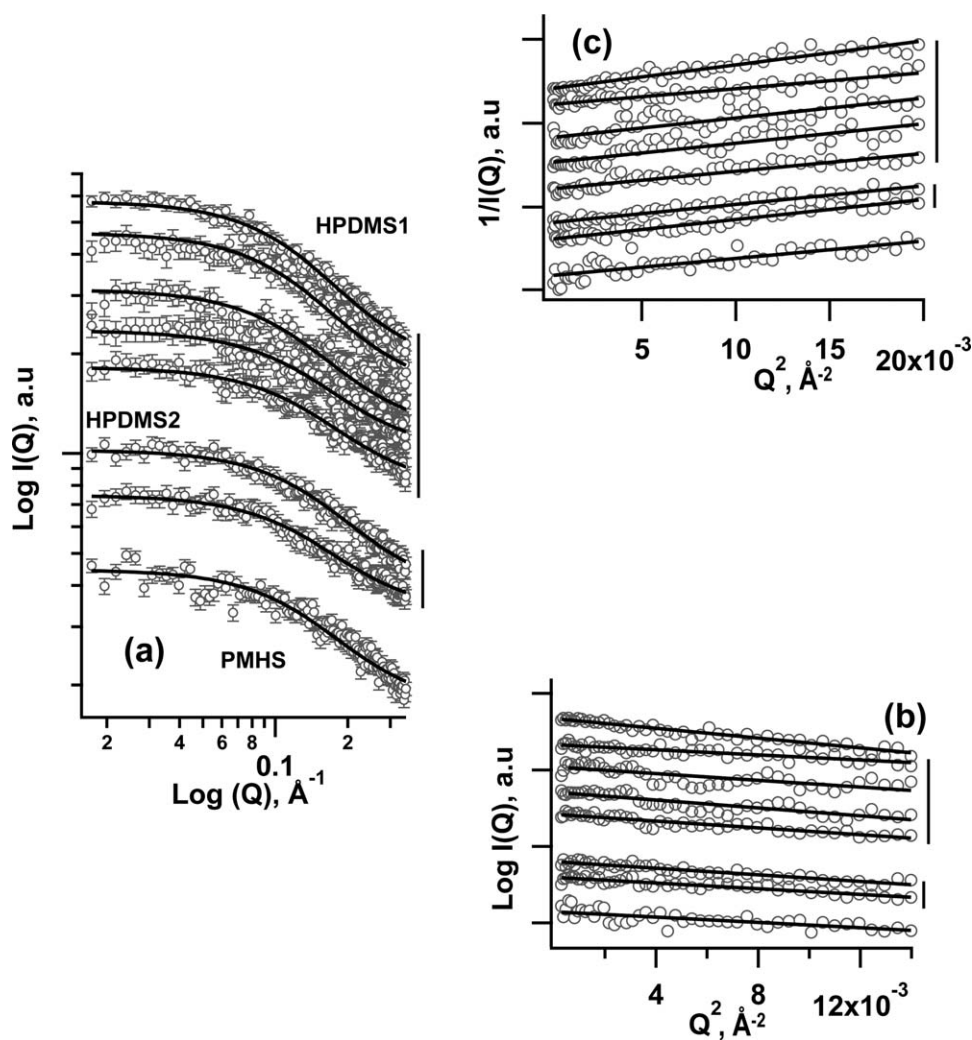 (c)
1/I(Q), a.u
5
10
15
20x10⁻³
Q², Å⁻²
HPDMS1
HPDMS2
Log I(Q), a.u
(a)
PMHS
2
4
6
8
0.1
2
Log (Q), Å⁻¹
(b)
Log I(Q), a.u
4
8
12x10⁻³
Q², Å⁻²